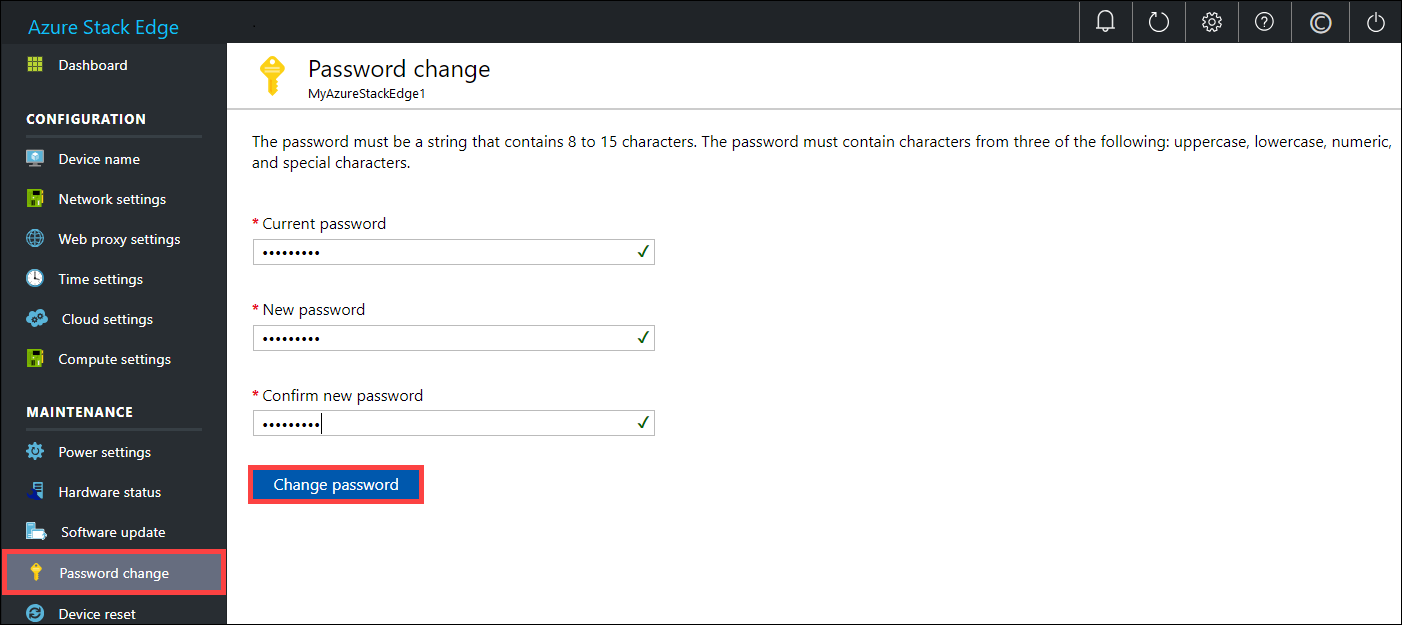 Azure Stack Edge
Dashboard
CONFIGURATION
Device name
Network settings
Web proxy settings
Time settings
Cloud settings
Compute settings
MAINTENANCE
Power settings
Hardware status
Software update
Password change
Device reset
Password change
MyAzureStackEdge1
The password must be a string that contains 8 to 15 characters. The password must contain characters from three of the following: uppercase, lowercase, numeric,
and special characters.
* Current password
•••••••••
* New password
•••••••••
* Confirm new password
•••••••••
Change password